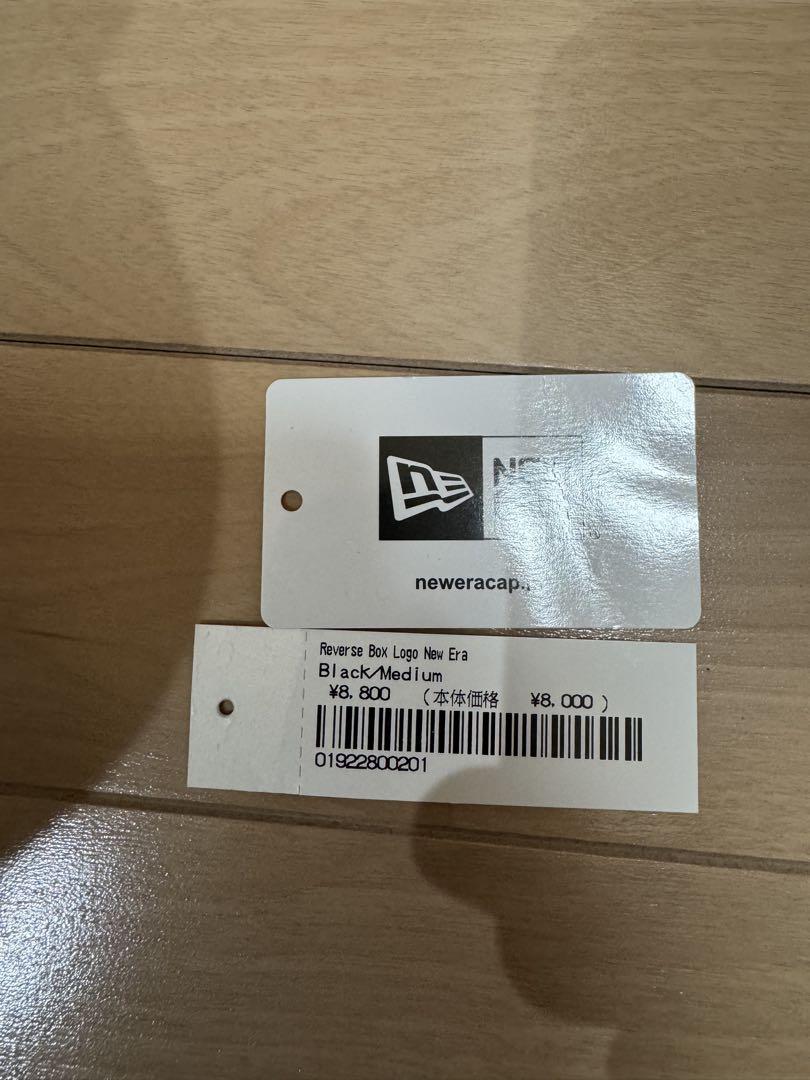 neweracap.
Reverse Box Logo New Era
Black/Medium
¥8,800 (本体価格 ¥8,000)
01922800201